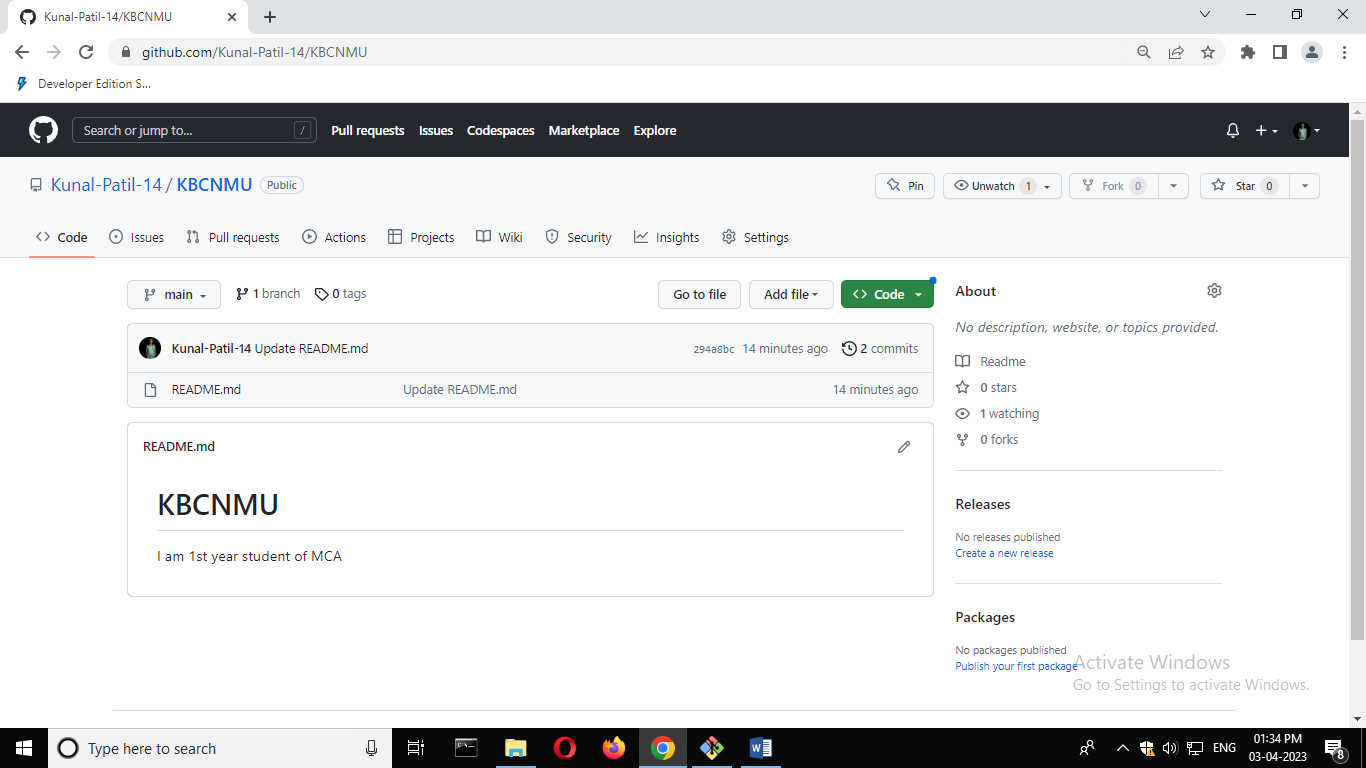 Kunal-Patil-14/KBCNMU
github.com/Kunal-Patil-14/KBCNMU
Developer Edition S...
Search or jump to... /
Pull requests Issues Codespaces Marketplace Explore
Kunal-Patil-14 / KBCNMU Public
Pin Unwatch 1 Fork 0 Star 0
Code Issues Pull requests Actions Projects Wiki Security Insights Settings
main 1 branch 0 tags Go to file Add file Code
Kunal-Patil-14 Update README.md 294a8bc 14 minutes ago 2 commits
README.md Update README.md 14 minutes ago
README.md
KBCNMU
I am 1st year student of MCA
About
No description, website, or topics provided.
Readme
0 stars
1 watching
0 forks
Releases
No releases published
Create a new release
Packages
No packages published
Publish your first package
Activate Windows
Go to Settings to activate Windows.
Type here to search
ENG
01:34 PM
03-04-2023
8